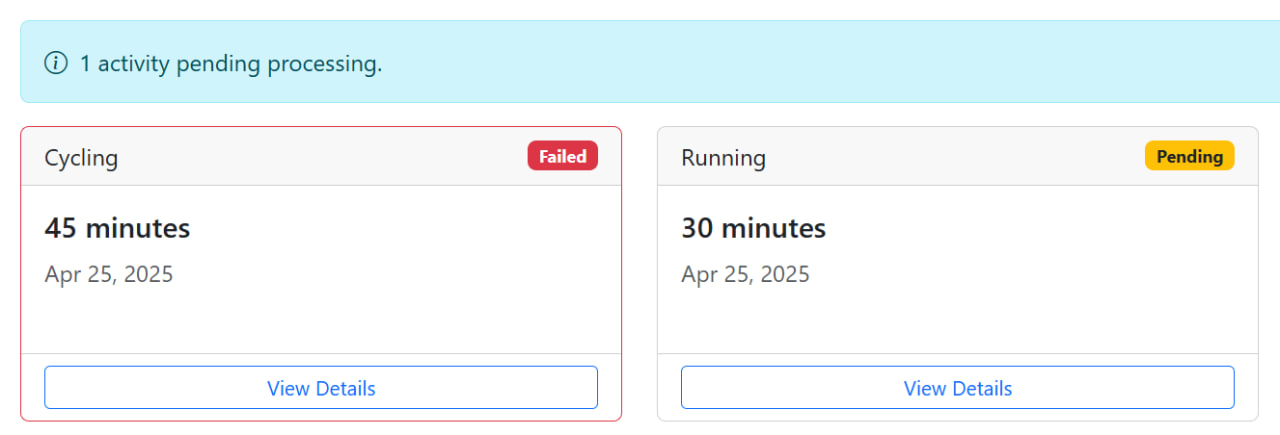 1 activity pending processing.
Cycling
Failed
45 minutes
Apr 25, 2025
View Details
Running
Pending
30 minutes
Apr 25, 2025
View Details